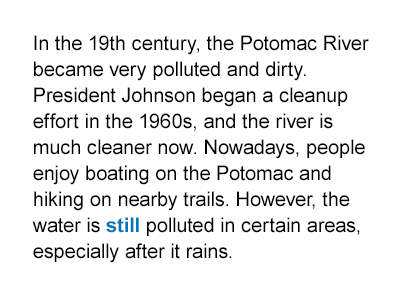 In the 19th century, the Potomac River
became very polluted and dirty.
President Johnson began a cleanup
effort in the 1960s, and the river is
much cleaner now. Nowadays, people
enjoy boating on the Potomac and
hiking on nearby trails. However, the
water is still polluted in certain areas,
especially after it rains.